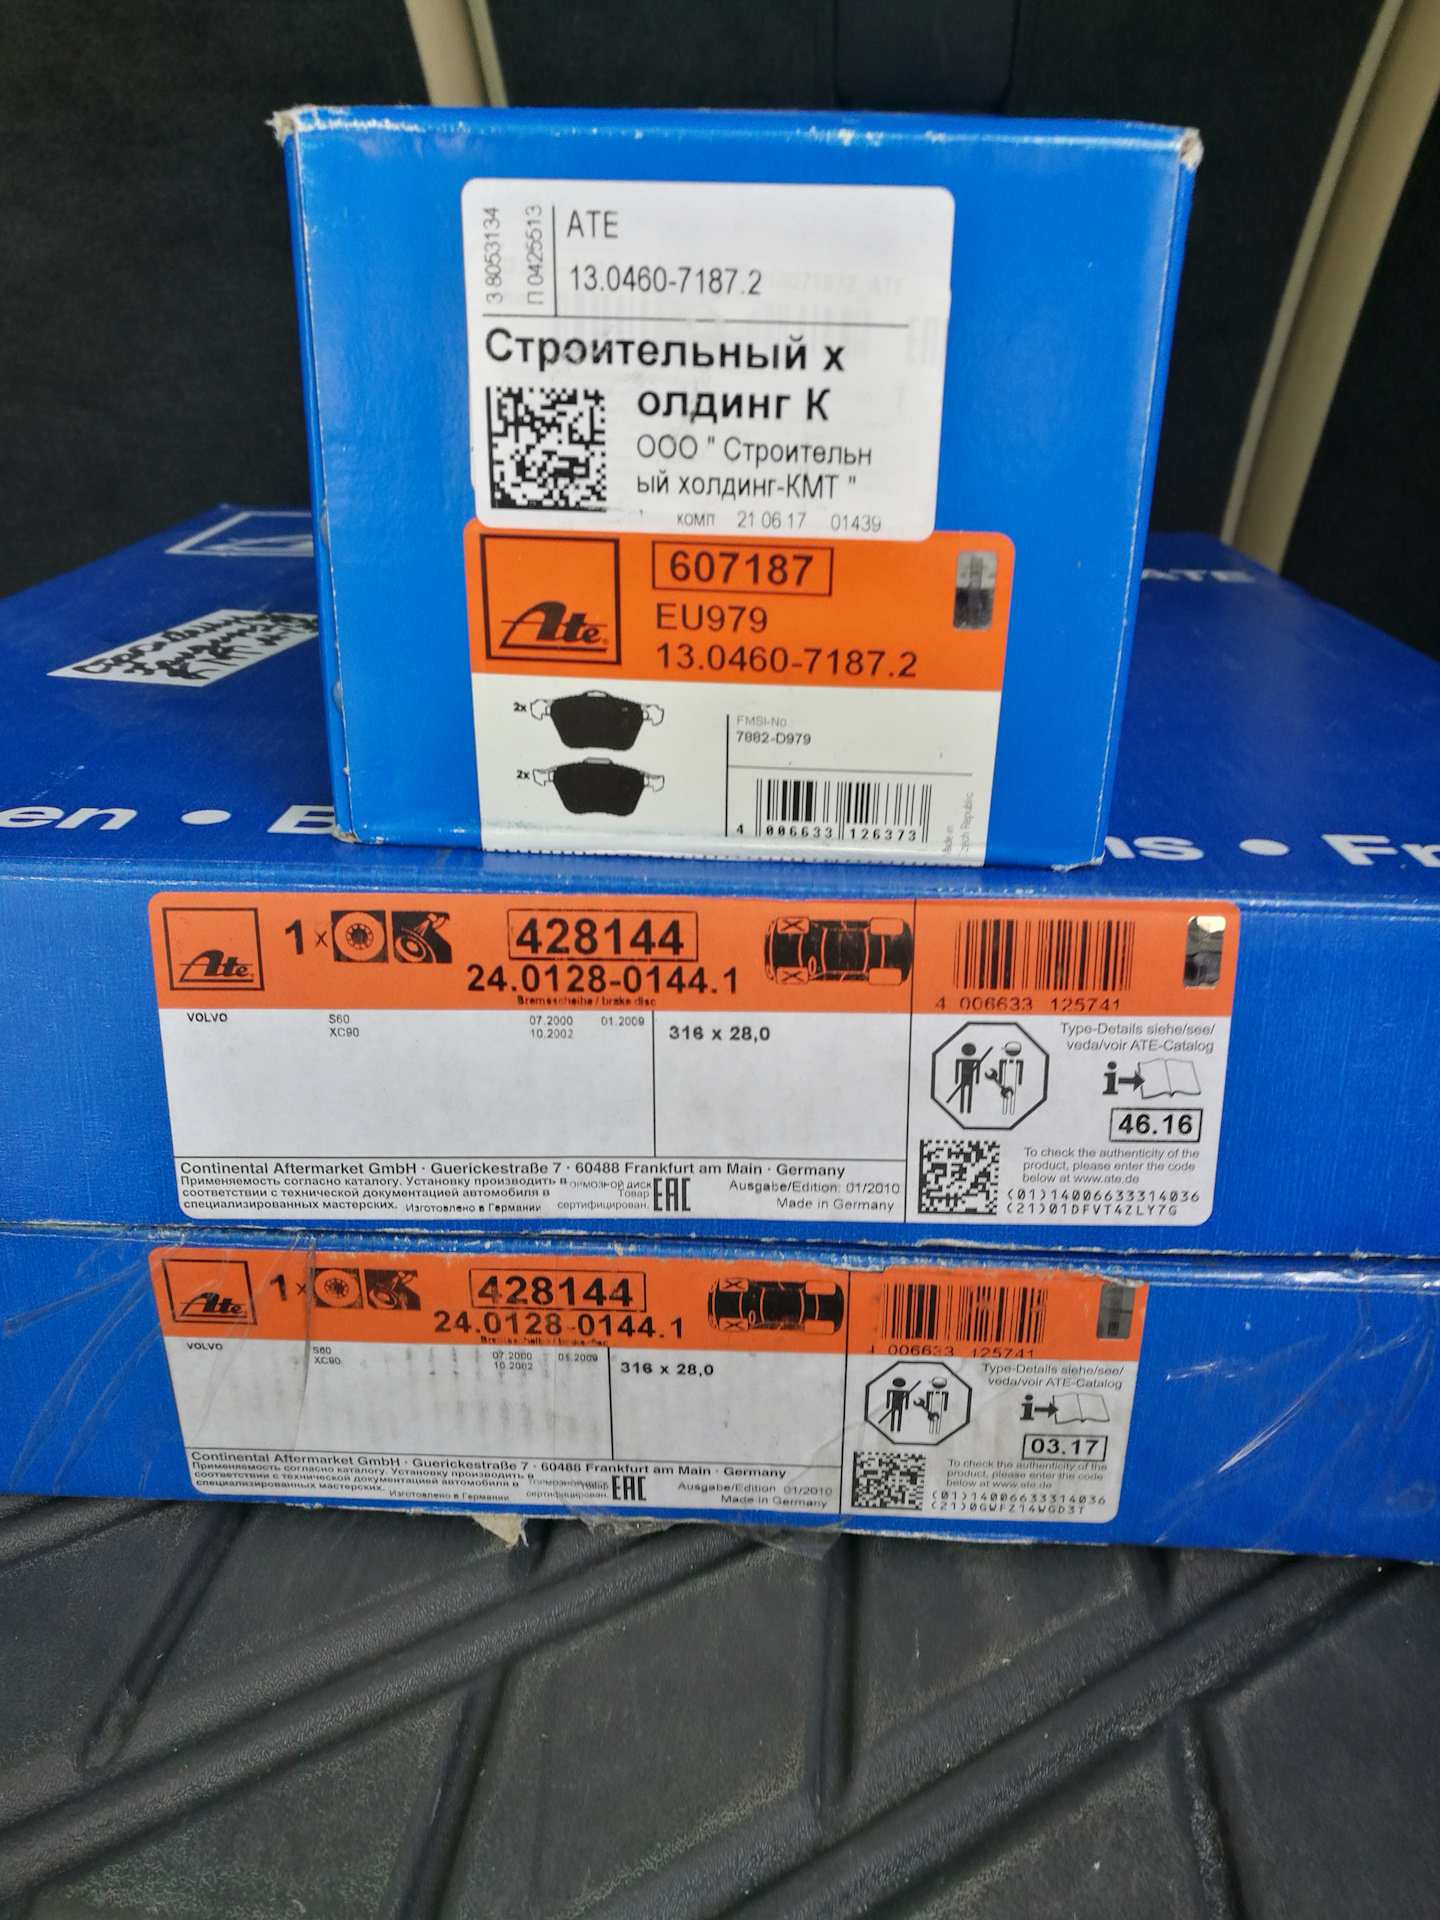 З 8053134
П 0425513
ATE
13.0460-7187.2
Строительный х
олдинг К
ООО " Строительн
ый холдинг-КМТ "
1 комп 21 06 17 01439
Ate
607187
EU979
13.0460-7187.2
2x
2x
FMSI-No
7882-D979
4 006633 126373
Made in
Czech Republic
ATE
en • B
ns • Fr
Ate
1 x
428144
24.0128-0144.1
Bremsscheibe / brake disc
4 006633 125741
VOLVO S60 07.2000 01.2009
XC90 10.2002
316 x 28,0
Type-Details siehe/see/
veda/voir ATE-Catalog
i
46.16
To check the authenticity of the
product, please enter the code
below at www.ate.de
(01)14006633314036
(21)01DFVT4ZLY7G
Continental Aftermarket GmbH · Guerickestraße 7 · 60488 Frankfurt am Main · Germany
Применяемость согласно каталогу. Установку производить в
соответствии с технической документацией автомобиля в
специализированных мастерских. Изготовлено в Германии
ОРМОЗНОЙ ДИСК
Товар
сертифицирован.
EAC
Ausgabe/Edition: 01/2010
Made in Germany
Ate
1 x
428144
24.0128-0144.1
Bremsscheibe / brake disc
4 006633 125741
VOLVO S60 07.2000 01.2009
XC90 10.2002
316 x 28,0
Type-Details siehe/see/
veda/voir ATE-Catalog
i
03.17
To check the authenticity of the
product, please enter the code
below at www.ate.de
(01)14006633314036
(21)0GWFZ14WGD3T
Continental Aftermarket GmbH · Guerickestraße 7 · 60488 Frankfurt am Main · Germany
Применяемость согласно каталогу. Установку производить в
соответствии с технической документацией автомобиля в
специализированных мастерских. Изготовлено в Германии
сертифицирован
EAC
Ausgabe/Edition 01/2010
Made in Germany